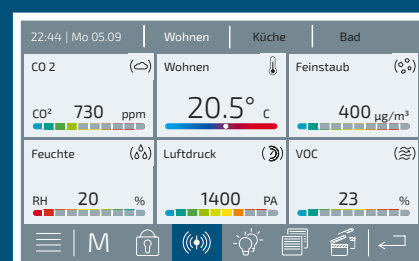 22:44 | Mo 05.09 Wohnen Küche Bad
CO 2 Wohnen Feinstaub
CO² 730 ppm 20.5° C 400 µg/m³
Feuchte Luftdruck VOC
RH 20 % 1400 PA 23 %
M